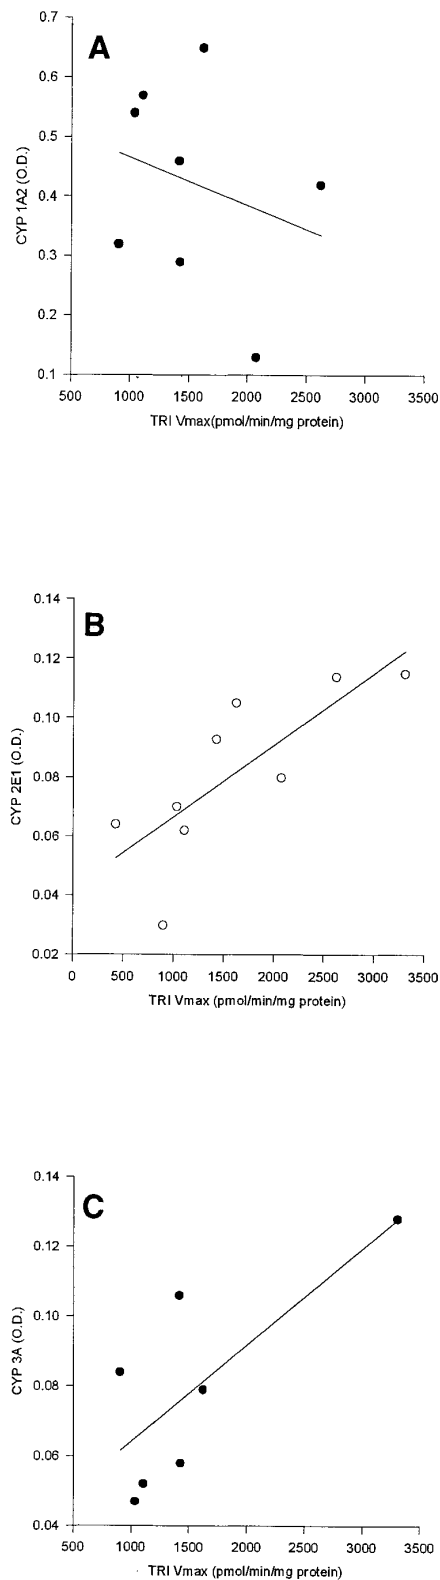 A
0.7
0.6
0.5
0.4
0.3
0.2
0.1
CYP 1A2 (O.D.)
500 1000 1500 2000 2500 3000 3500
TRI Vmax(pmol/min/mg protein)
B
0.14
0.12
0.10
0.08
0.06
0.04
0.02
CYP 2E1 (O.D.)
0 500 1000 1500 2000 2500 3000 3500
TRI Vmax (pmol/min/mg protein)
C
0.14
0.12
0.10
0.08
0.06
0.04
CYP 3A (O.D.)
500 1000 1500 2000 2500 3000 3500
TRI Vmax (pmol/min/mg protein)